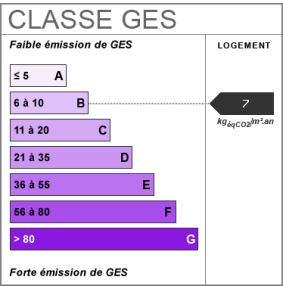 CLASSE GES
Faible émission de GES
LOGEMENT
≤ 5 A
6 à 10 B
7
kgéqCO2/m².an
11 à 20 C
21 à 35 D
36 à 55 E
56 à 80 F
> 80 G
Forte émission de GES